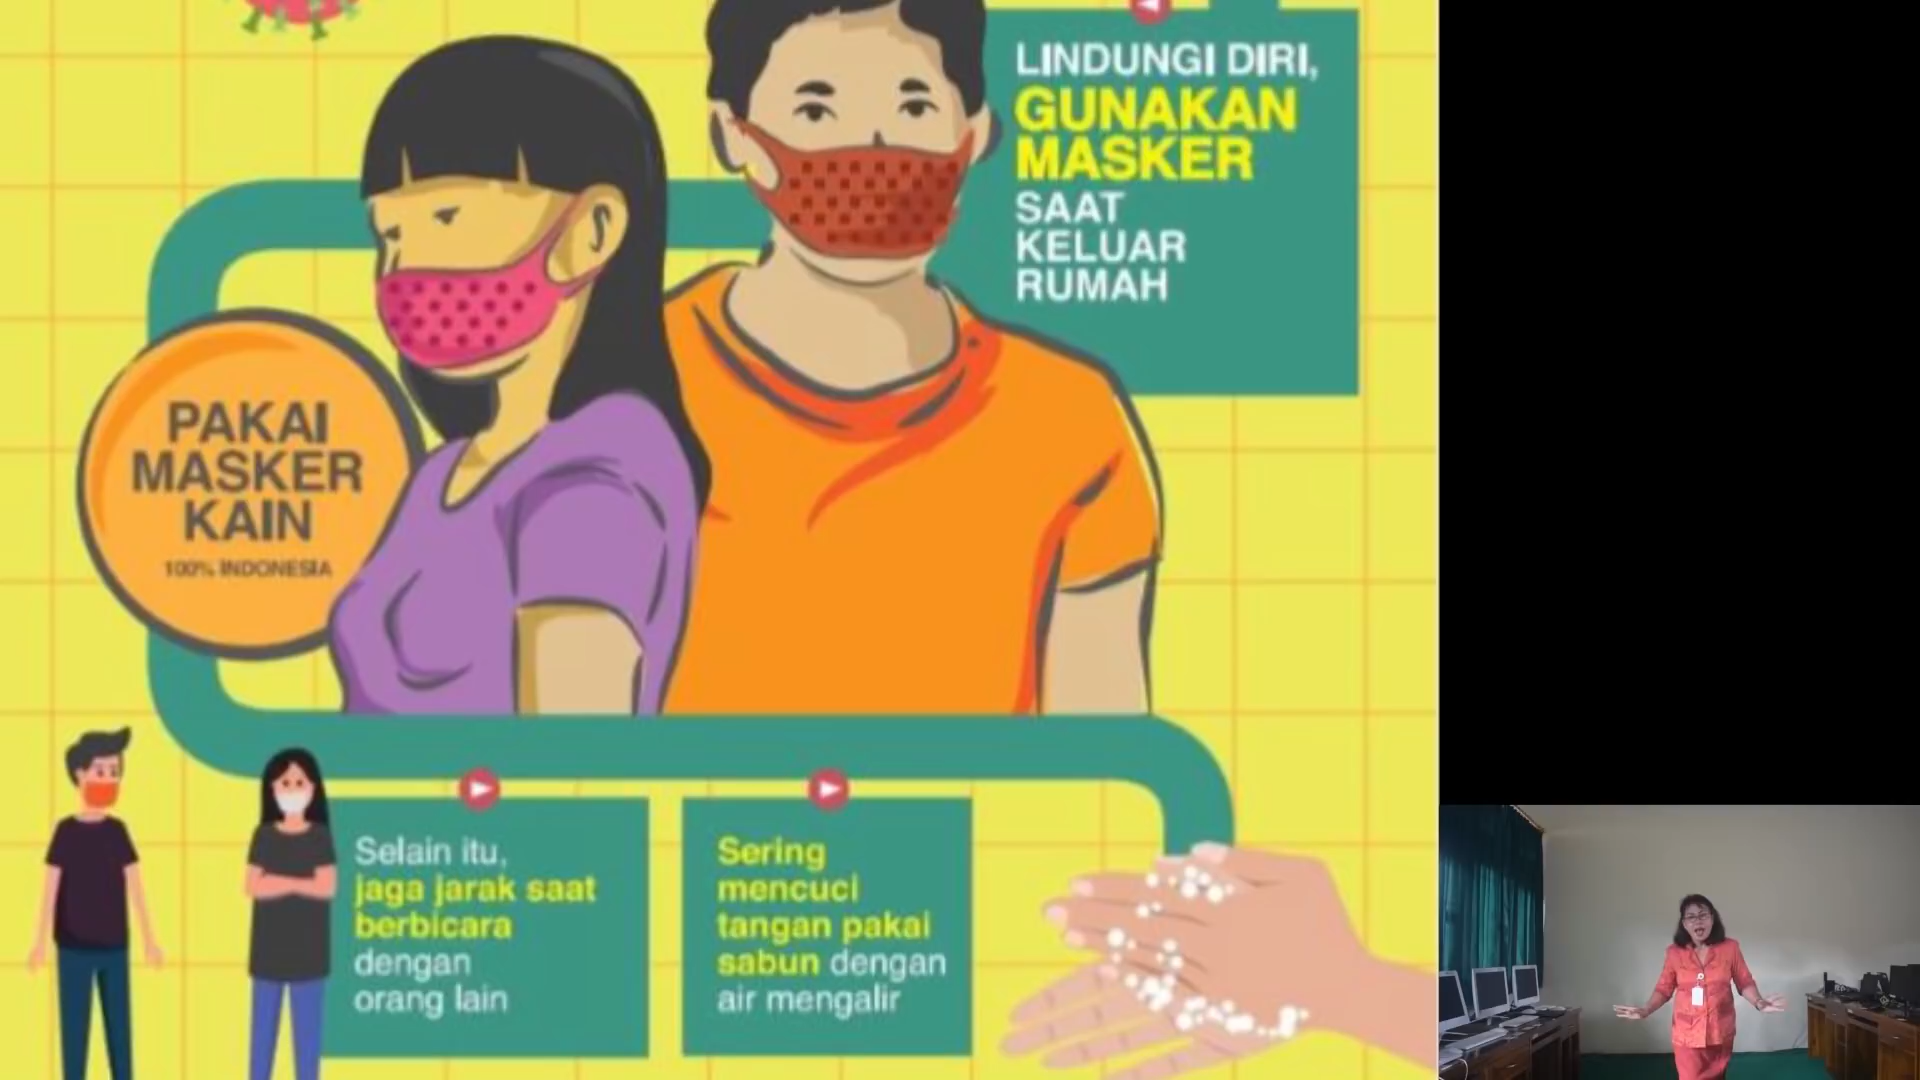 LINDUNGI DIRI,
GUNAKAN
MASKER
SAAT
KELUAR
RUMAH
PAKAI
MASKER
KAIN
100% INDONESIA
Selain itu,
jaga jarak saat
berbicara
dengan
orang lain
Sering
mencuci
tangan pakai
sabun dengan
air mengalir